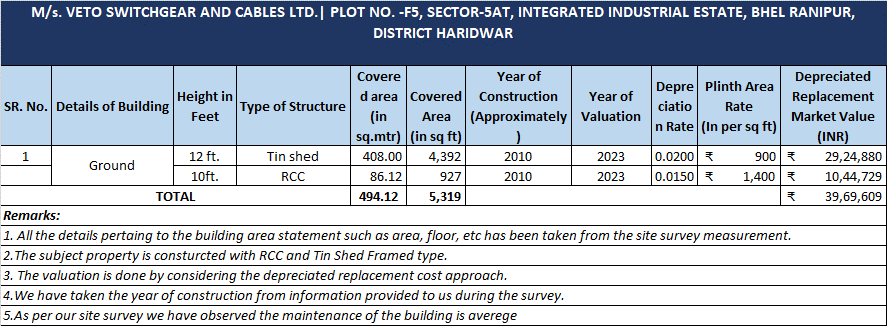 M/s. VETO SWITCHGEAR AND CABLES LTD.| PLOT NO. -F5, SECTOR-5AT, INTEGRATED INDUSTRIAL ESTATE, BHEL RANIPUR, DISTRICT HARIDWAR
SR. No. Details of Building Height in Feet Type of Structure Covered area (in sq.mtr) Covered Area (in sq ft) Year of Construction (Approximately) Year of Valuation Depreciation Rate Plinth Area Rate (In per sq ft) Depreciated Replacement Market Value (INR)
1 Ground 12 ft. Tin shed 408.00 4,392 2010 2023 0.0200 ₹ 900 ₹ 29,24,880
10ft. RCC 86.12 927 2010 2023 0.0150 ₹ 1,400 ₹ 10,44,729
TOTAL 494.12 5,319 ₹ 39,69,609
Remarks:
1. All the details pertaing to the building area statement such as area, floor, etc has been taken from the site survey measurement.
2.The subject property is consturcted with RCC and Tin Shed Framed type.
3. The valuation is done by considering the depreciated replacement cost approach.
4.We have taken the year of construction from information provided to us during the survey.
5.As per our site survey we have observed the maintenance of the building is averege